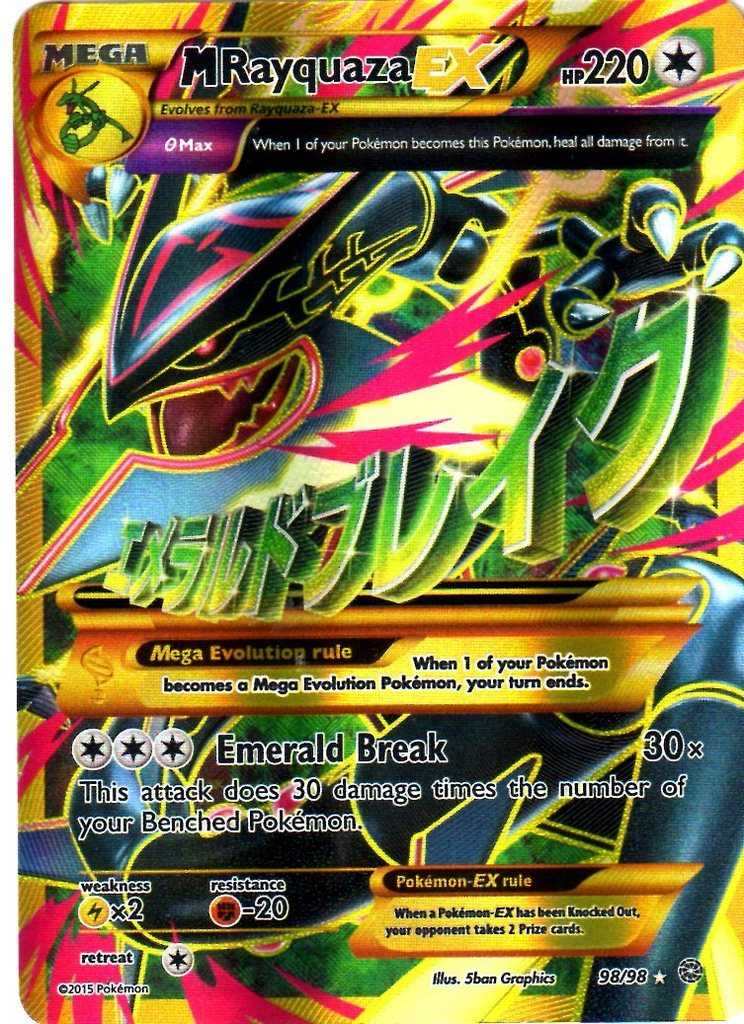 MEGA
MRayquaza EX
HP220
Evolves from Rayquaza-EX
θ Max
When 1 of your Pokémon becomes this Pokémon, heal all damage from it.
エメラルドブレイク
Mega Evolution rule
When 1 of your Pokémon
becomes a Mega Evolution Pokémon, your turn ends.
Emerald Break 30×
This attack does 30 damage times the number of
your Benched Pokémon.
weakness
×2
resistance
-20
retreat
Pokémon-EX rule
When a Pokémon-EX has been Knocked Out,
your opponent takes 2 Prize cards.
©2015 Pokémon
Illus. 5ban Graphics
98/98 ★